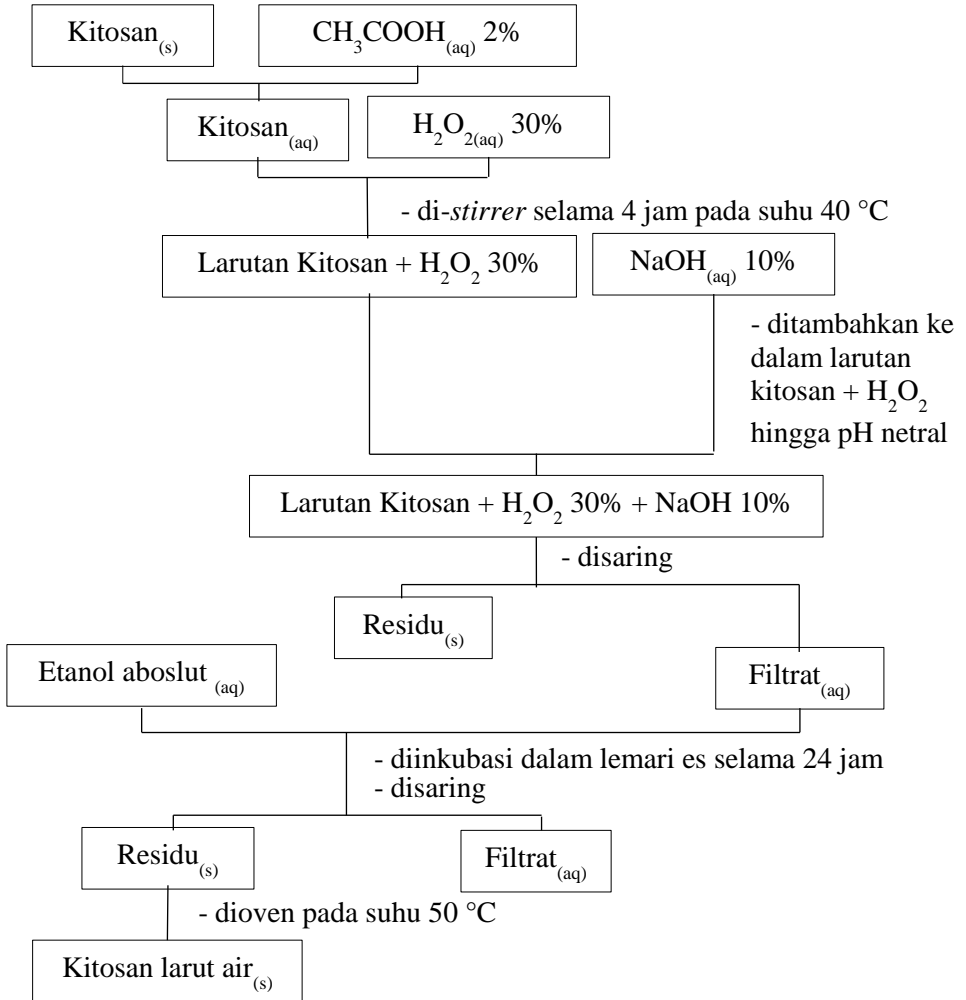 Kitosan(s)
CH₃COOH(aq) 2%
Kitosan(aq)
H₂O₂(aq) 30%
- di-stirrer selama 4 jam pada suhu 40 °C
Larutan Kitosan + H₂O₂ 30%
NaOH(aq) 10%
- ditambahkan ke
dalam larutan
kitosan + H₂O₂
hingga pH netral
Larutan Kitosan + H₂O₂ 30% + NaOH 10%
- disaring
Residu(s)
Etanol aboslut (aq)
Filtrat(aq)
- diinkubasi dalam lemari es selama 24 jam
- disaring
Residu(s)
Filtrat(aq)
- dioven pada suhu 50 °C
Kitosan larut air(s)